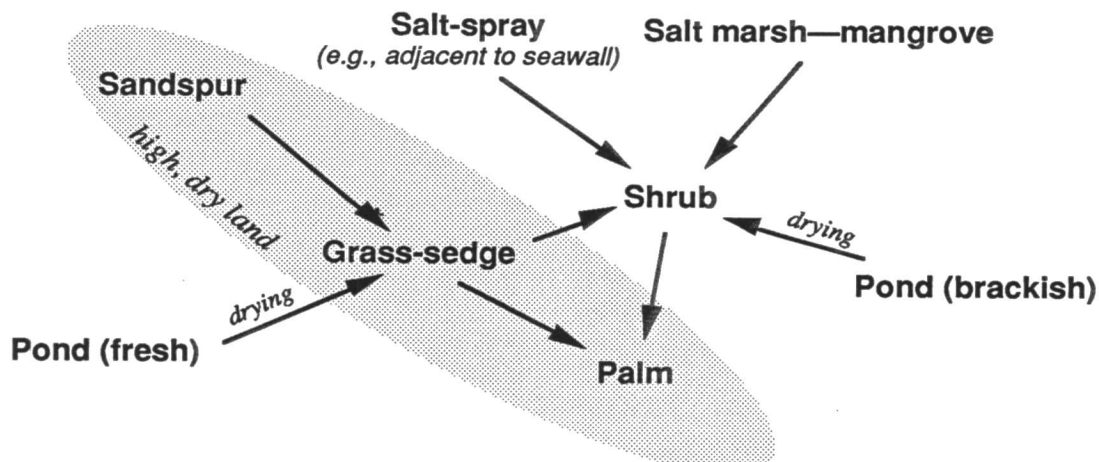 Salt-spray
(e.g., adjacent to seawall)
Salt marsh—mangrove
Sandspur
high, dry land
Shrub
drying
Grass-sedge
Pond (brackish)
drying
Pond (fresh)
Palm